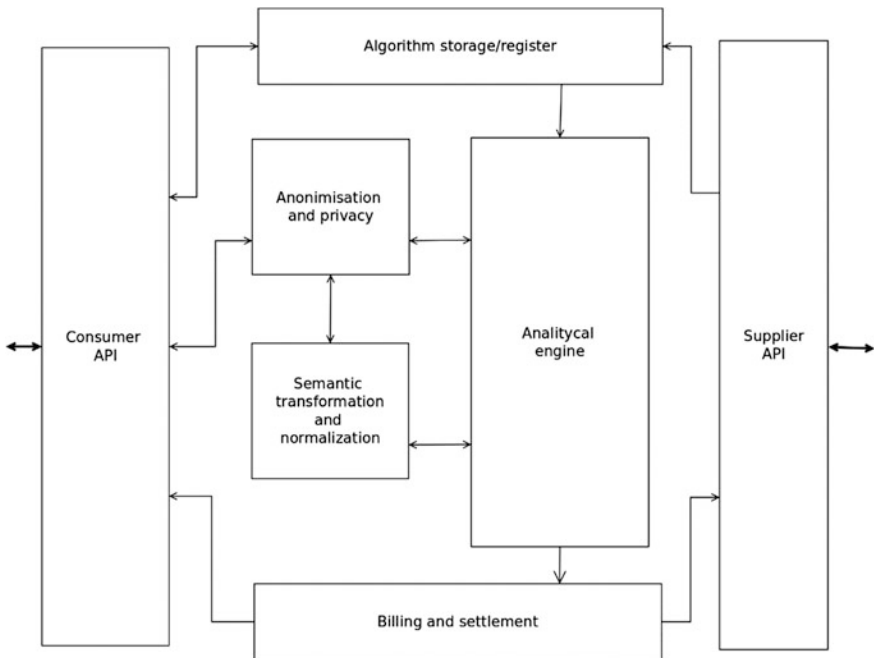 Algorithm storage/register
Anonimisation
and privacy
Consumer
API
Semantic
transformation
and
normalization
Analitycal
engine
Supplier
API
Billing and settlement